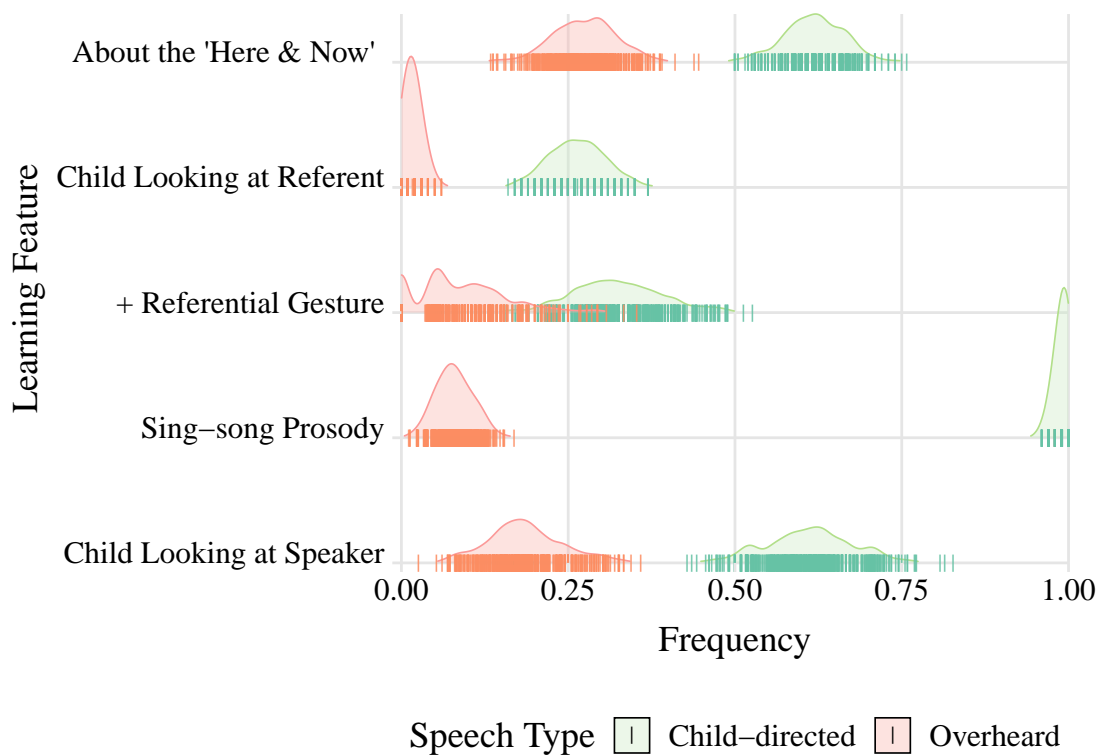 About the 'Here & Now'
Child Looking at Referent
+ Referential Gesture
Sing−song Prosody
Child Looking at Speaker
Learning Feature
0.00 0.25 0.50 0.75 1.00
Frequency
Speech Type Child−directed Overheard